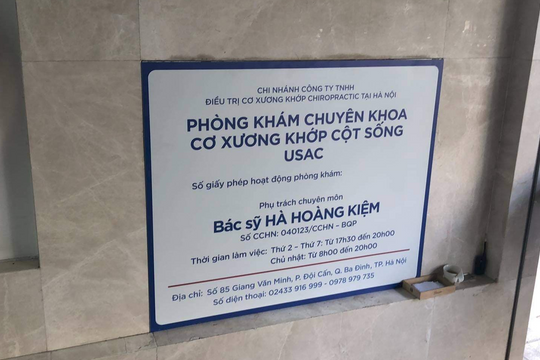 CHI NHÁNH CÔNG TY TNHH
ĐIỀU TRỊ CƠ XƯƠNG KHỚP CHIROPRACTIC TẠI HÀ NỘI
PHÒNG KHÁM CHUYÊN KHOA
CƠ XƯƠNG KHỚP CỘT SỐNG
USAC
Số giấy phép hoạt động phòng khám:
Phụ trách chuyên môn
Bác sỹ HÀ HOÀNG KIỆM
Số CCHN: 040123/CCHN – BQP
Thời gian làm việc: Thứ 2 – Thứ 7: Từ 17h30 đến 20h00
Chủ nhật: Từ 8h00 đến 20h00
Địa chỉ: Số 85 Giang Văn Minh, P. Đội Cấn, Q. Ba Đình, TP. Hà Nội
Số điện thoại: 02433 916 999 - 0978 979 735